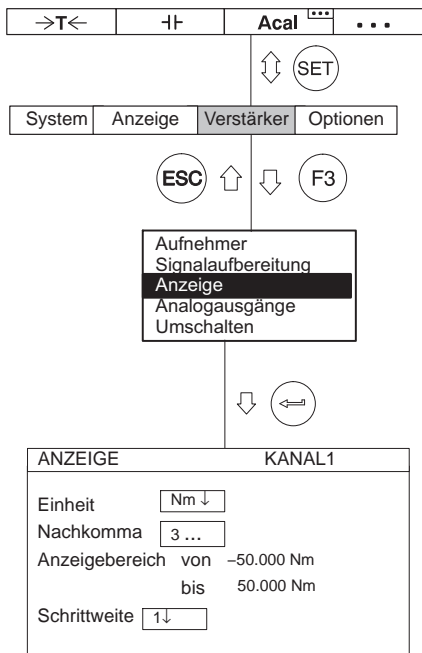 →T← ⊣⊢ Acal ...
SET
System Anzeige Verstärker Optionen
ESC F3
Aufnehmer
Signalaufbereitung
Anzeige
Analogausgänge
Umschalten
ANZEIGE KANAL1
Einheit Nm ↓
Nachkomma 3 ...
Anzeigebereich von –50.000 Nm
bis 50.000 Nm
Schrittweite 1↓